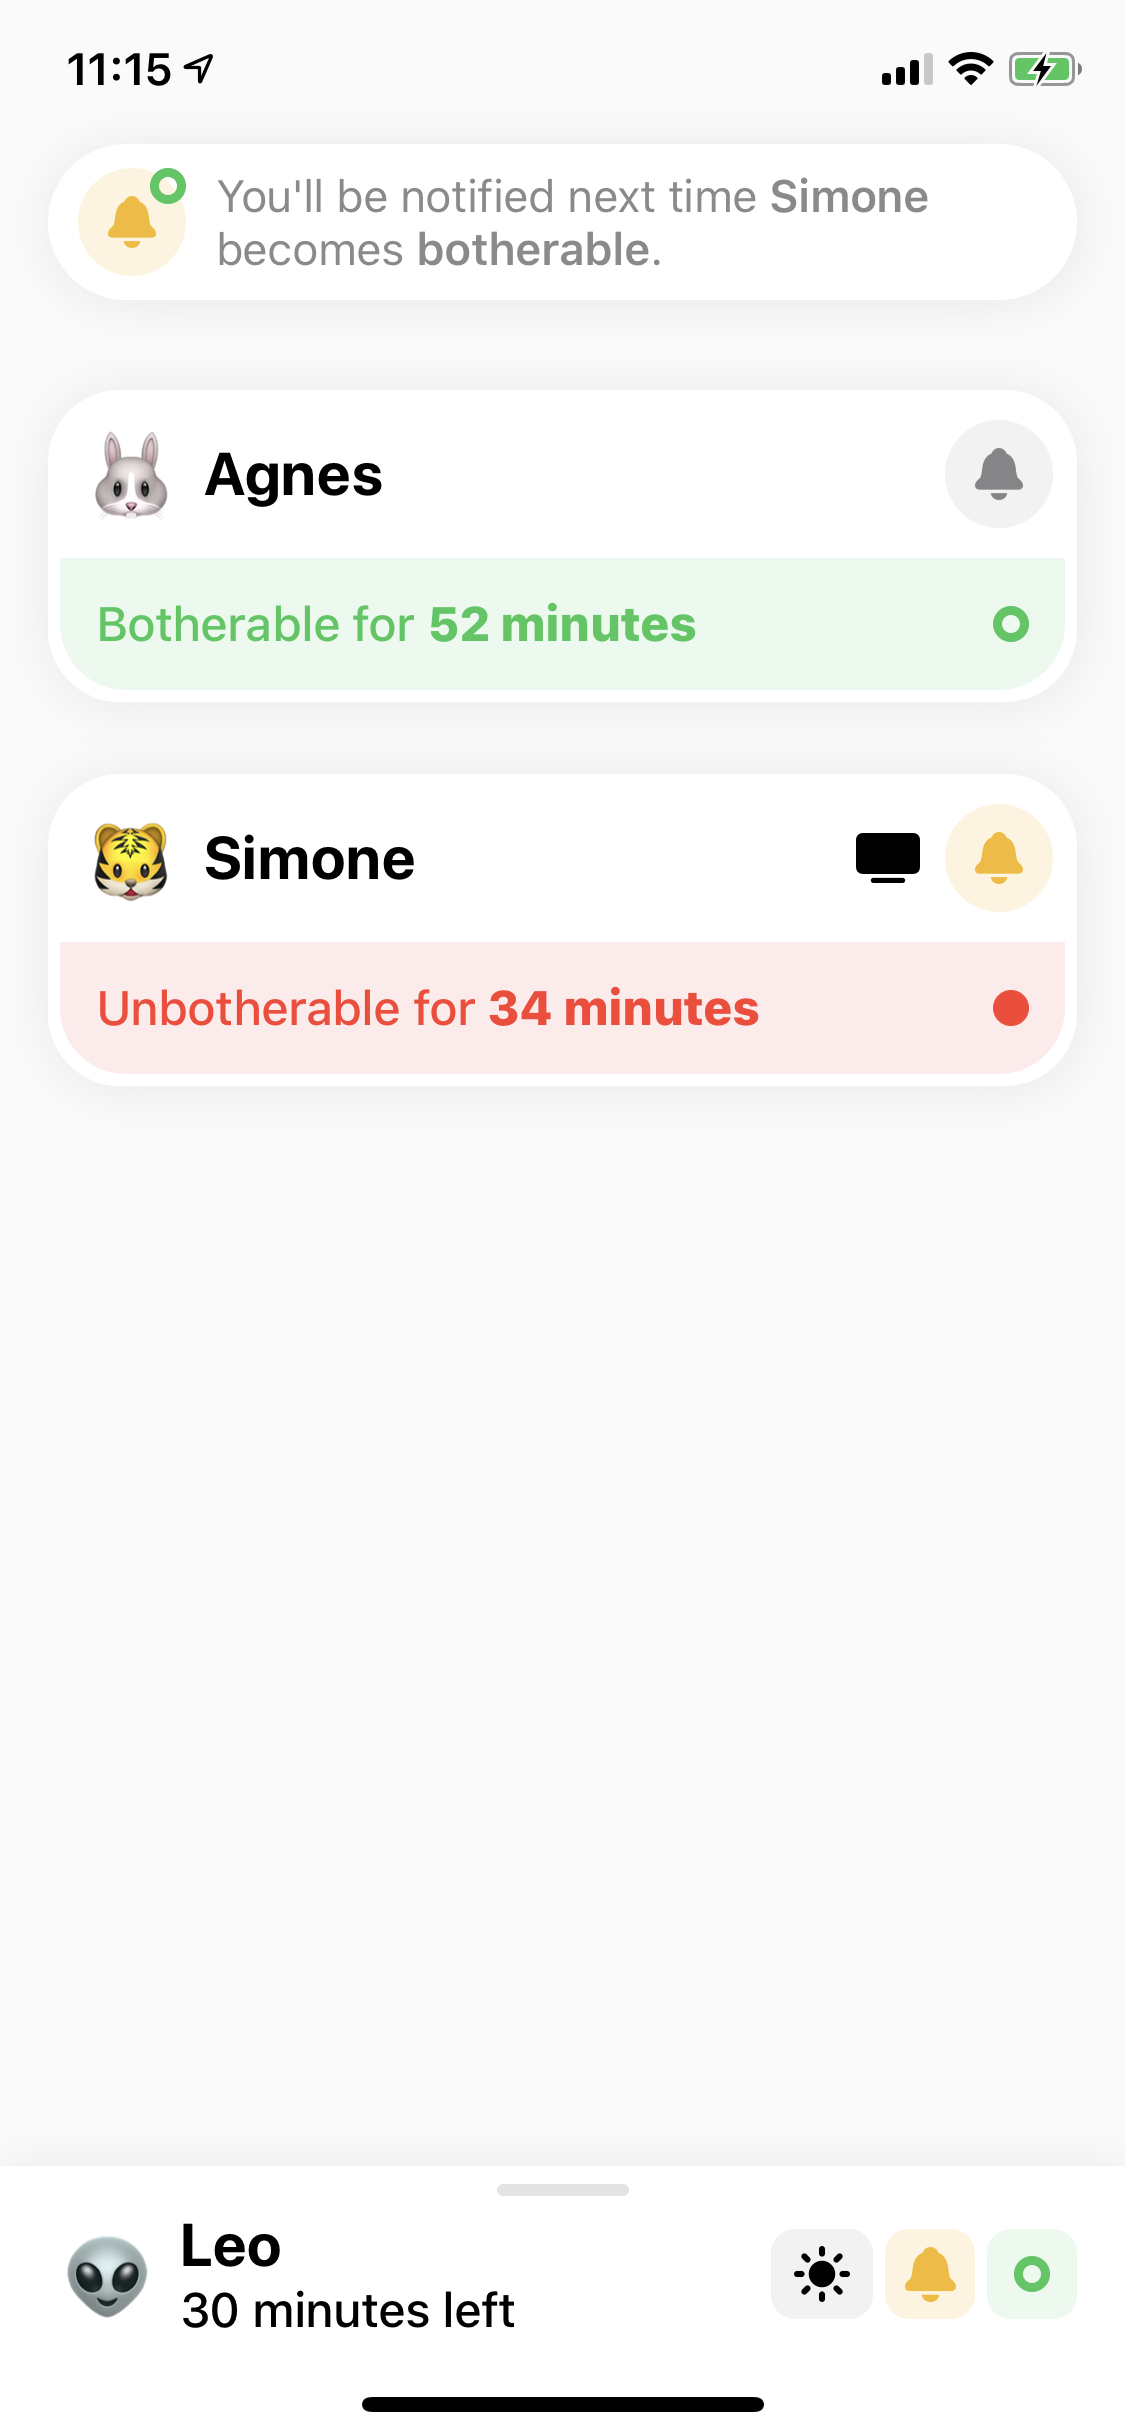 11:15
You'll be notified next time Simone
becomes botherable.
Agnes
Botherable for 52 minutes
Simone
Unbotherable for 34 minutes
Leo
30 minutes left